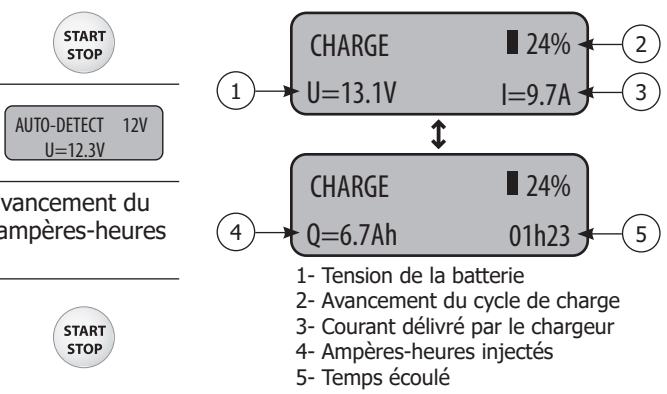 START
STOP
AUTO-DETECT 12V
U=12.3V
vancement du
ampères-heures
START
STOP
CHARGE 24%
U=13.1V I=9.7A
1
2
3
CHARGE 24%
Q=6.7Ah 01h23
4
5
1- Tension de la batterie
2- Avancement du cycle de charge
3- Courant délivré par le chargeur
4- Ampères-heures injectés
5- Temps écoulé